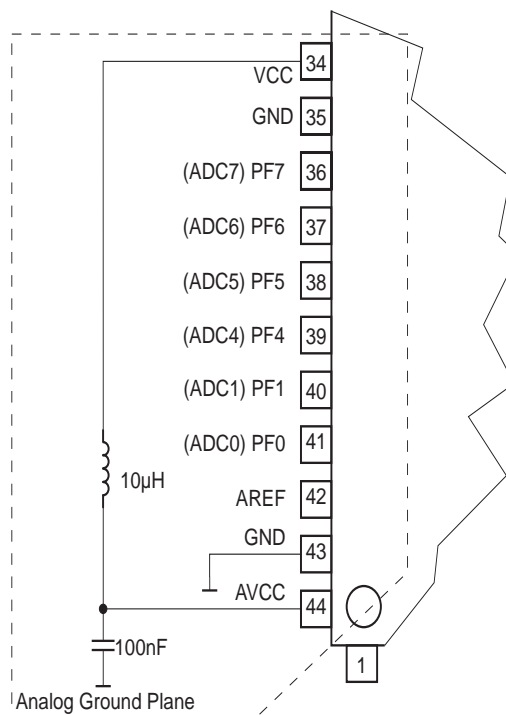 VCC 34
GND 35
(ADC7) PF7 36
(ADC6) PF6 37
(ADC5) PF5 38
(ADC4) PF4 39
(ADC1) PF1 40
(ADC0) PF0 41
10μH
AREF 42
GND 43
AVCC 44
100nF
1
Analog Ground Plane